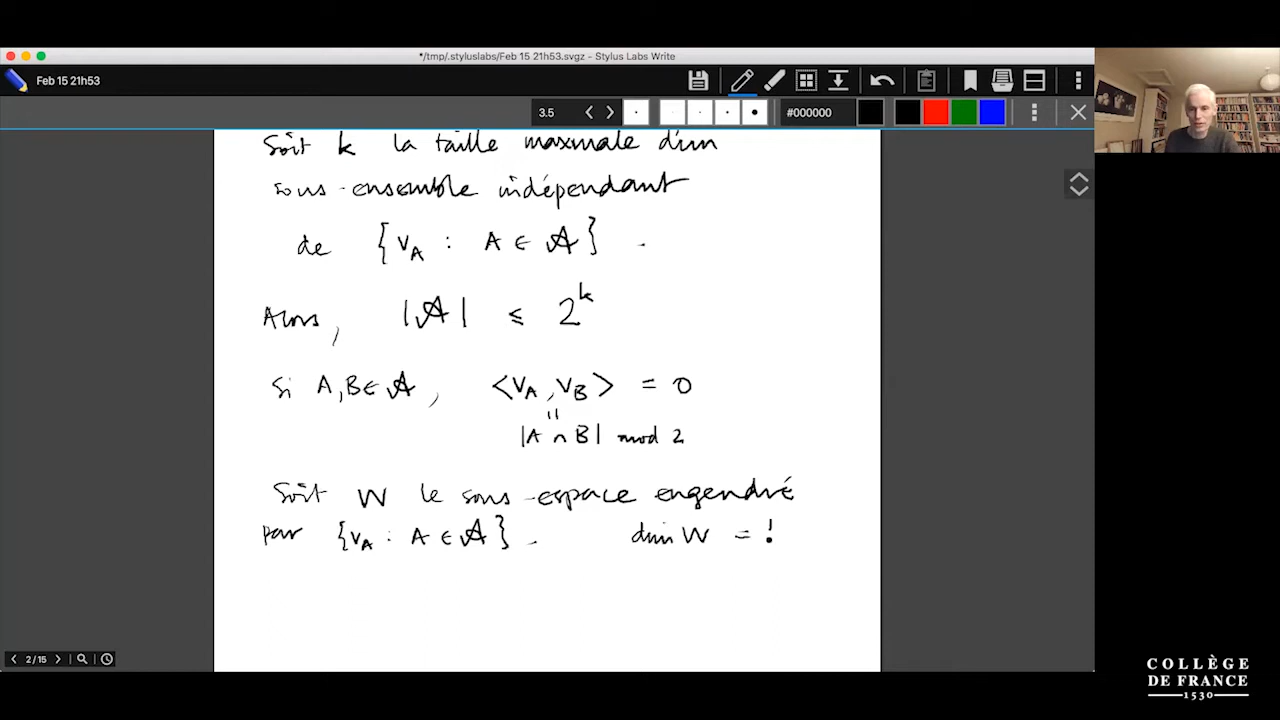 */tmp/.styluslabs/Feb 15 21h53.svgz - Stylus Labs Write
Feb 15 21h53
3.5
#000000
Soit k la taille maximale d'un
sous-ensemble indépendant
de {v_A : A ∈ 𝒜}.
Alors, |𝒜| ≤ 2^k
Si A, B ∈ 𝒜, <v_A, v_B> = 0
"
|A ∩ B| mod 2
Soit W le sous-espace engendré
par {v_A : A ∈ 𝒜}. dim W =
2/15
COLLÈGE
DE FRANCE
1530